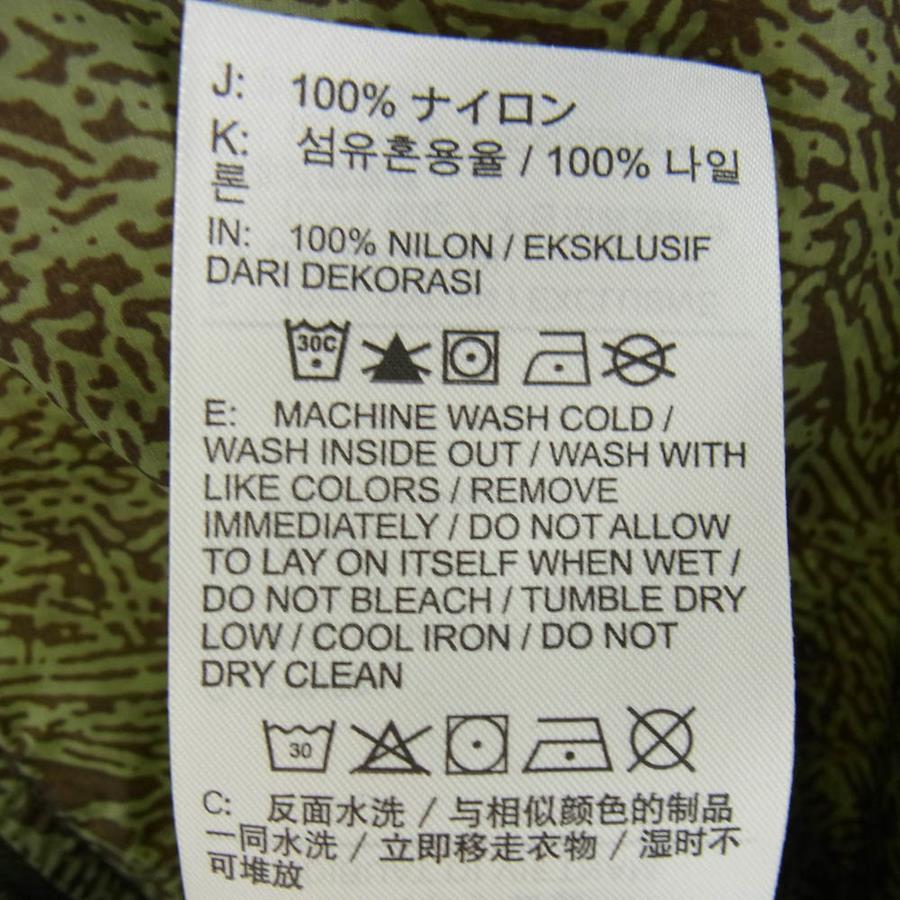 J: 100% ナイロン
K: 섬유혼용율 / 100% 나일
론
IN: 100% NILON / EKSKLUSIF
DARI DEKORASI
30C
E: MACHINE WASH COLD /
WASH INSIDE OUT / WASH WITH
LIKE COLORS / REMOVE
IMMEDIATELY / DO NOT ALLOW
TO LAY ON ITSELF WHEN WET /
DO NOT BLEACH / TUMBLE DRY
LOW / COOL IRON / DO NOT
DRY CLEAN
30
C: 反面水洗 / 与相似颜色的制品
一同水洗 / 立即移走衣物 / 湿时不
可堆放